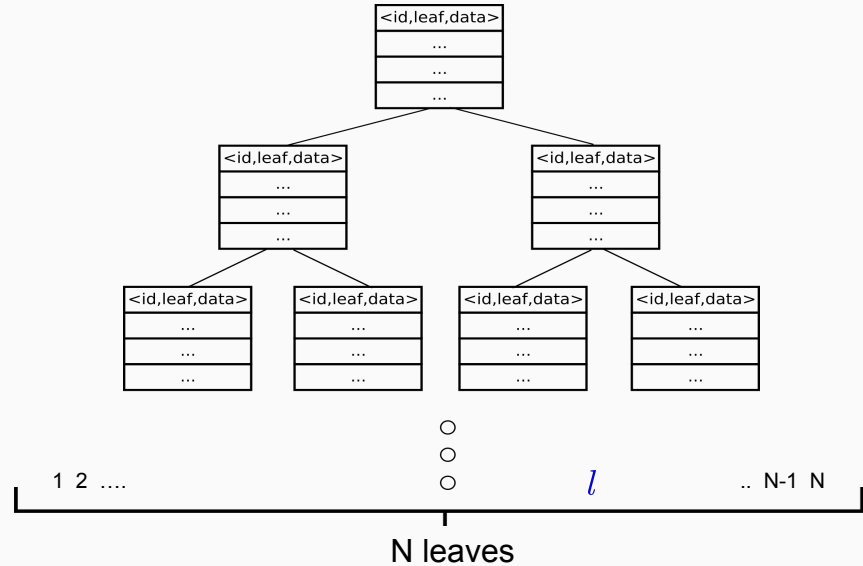 <id,leaf,data>
...
...
...
<id,leaf,data> <id,leaf,data>
... ...
... ...
... ...
<id,leaf,data> <id,leaf,data> <id,leaf,data> <id,leaf,data>
... ... ... ...
... ... ... ...
... ... ... ...
1 2 .... l .. N-1 N
N leaves